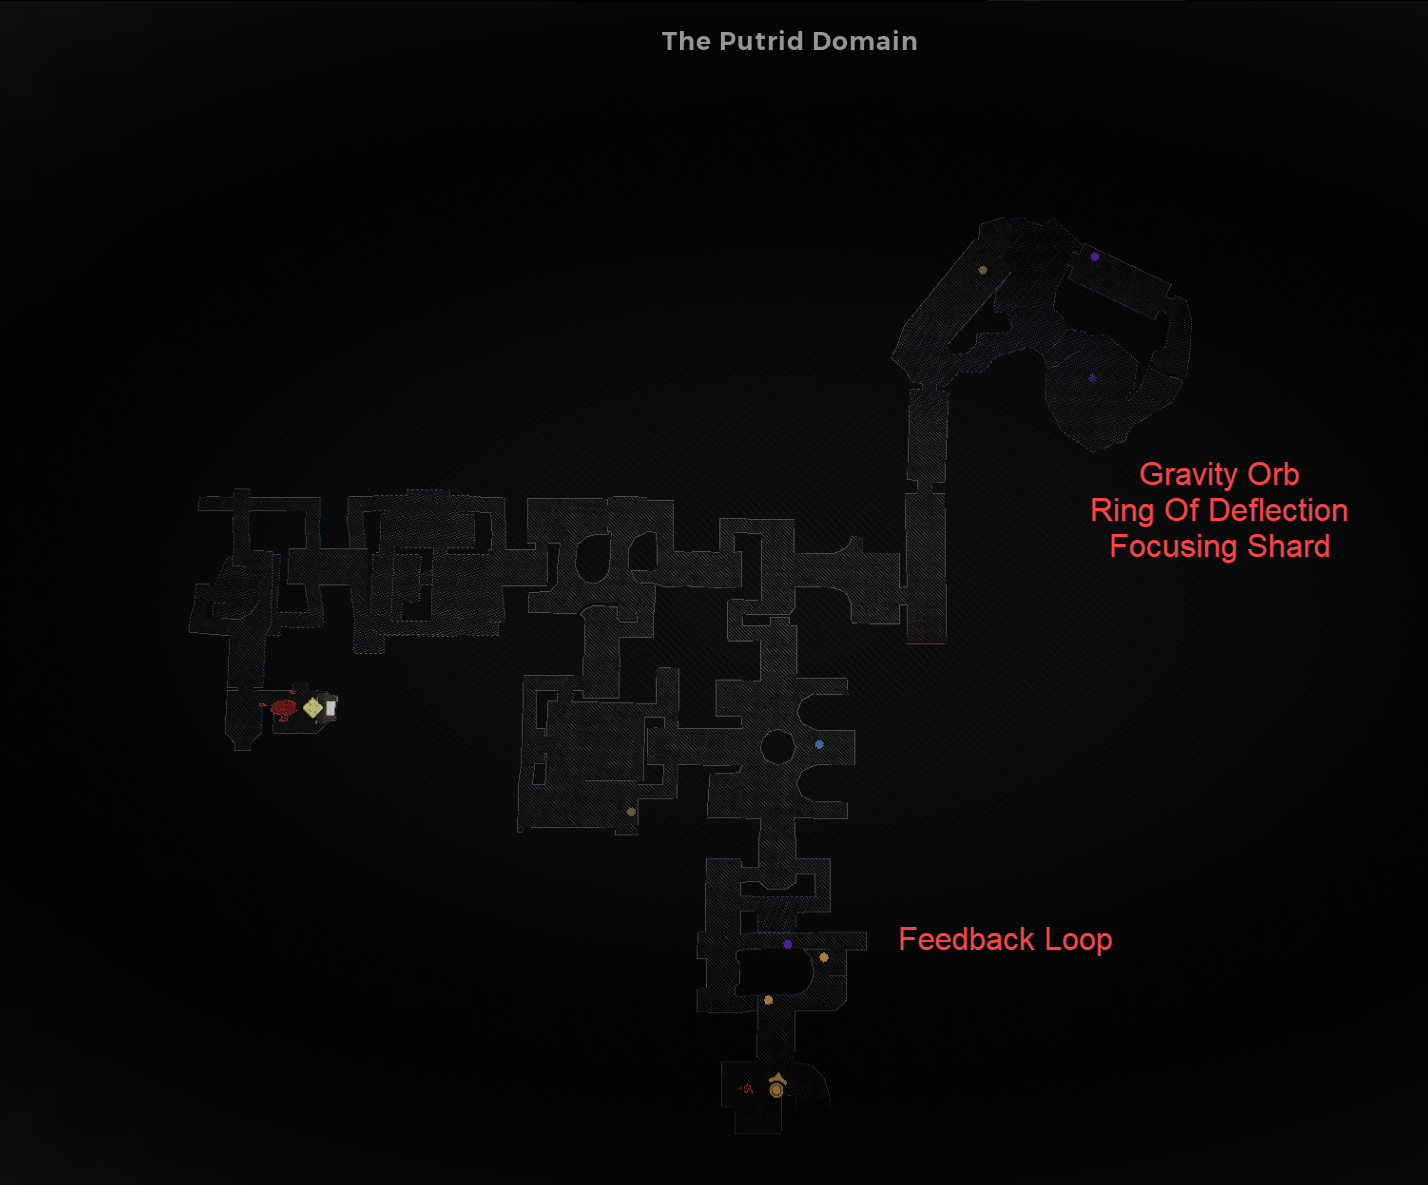 The Putrid Domain
Gravity Orb
Ring Of Deflection
Focusing Shard
Feedback Loop